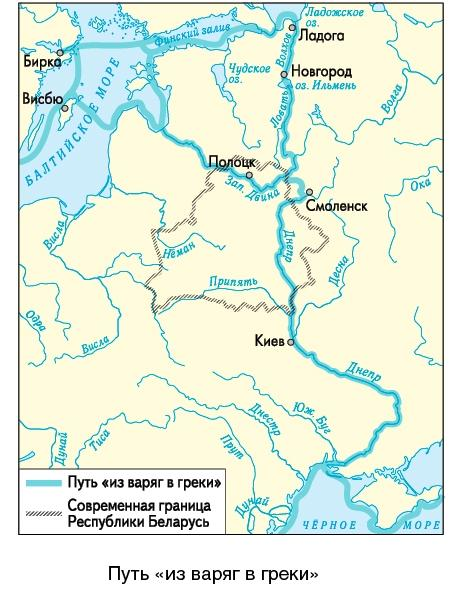 Ладожское
оз.
Ладога
Финский залив
Волхов
Бирка
Чудское
оз.
Новгород
оз. Ильмень
Висбю
Ловать
Волга
БАЛТИЙСКОЕ МОРЕ
Полоцк
Зап. Двина
Ока
Смоленск
Висла
Неман
Днепр
Десна
Припять
Одра
Висла
Киев
Днепр
Днестр
Юж. Буг
Дунай
Тиса
Прут
Дунай
ЧЁРНОЕ МОРЕ
Путь «из варяг в греки»
Современная граница
Республики Беларусь
Путь «из варяг в греки»